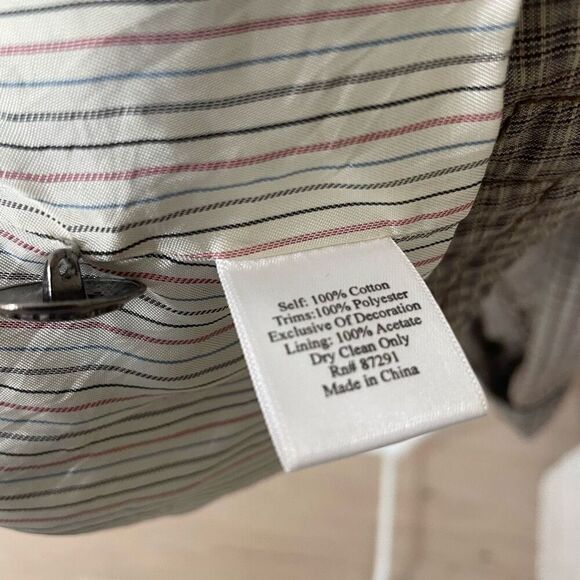 Self: 100% Cotton
Trims:100% Polyester
Exclusive Of Decoration
Lining: 100% Acetate
Dry Clean Only
Rn# 87291
Made in China